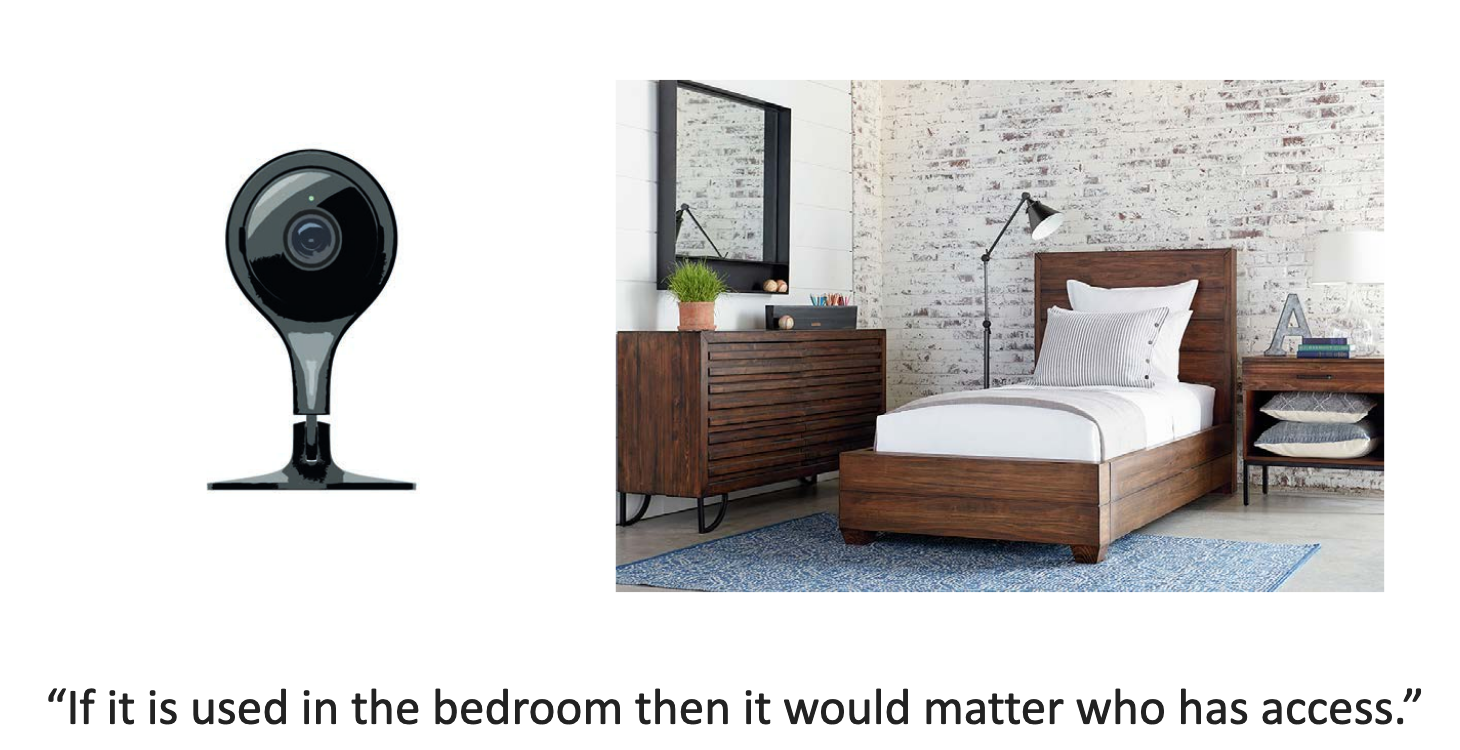 A
“If it is used in the bedroom then it would matter who has access.”